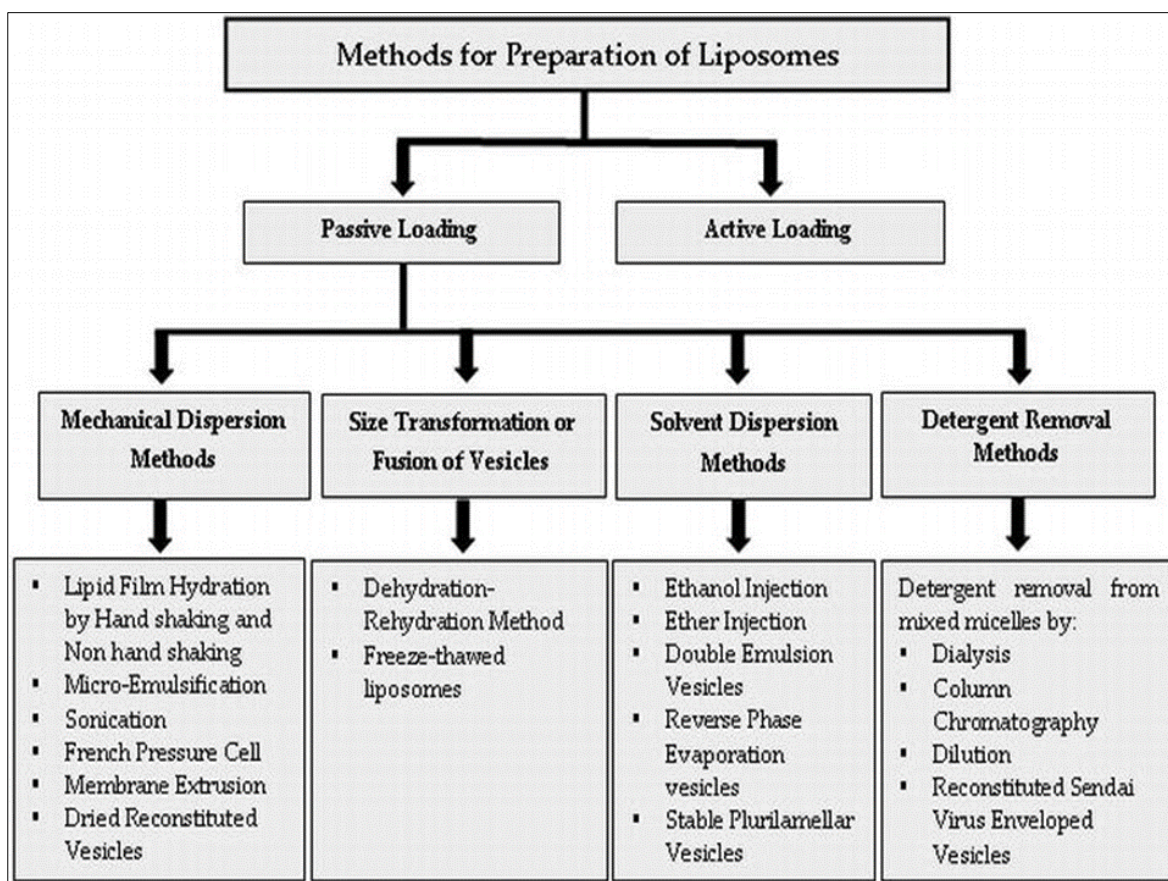 Methods for Preparation of Liposomes
Passive Loading
Active Loading
Mechanical Dispersion
Methods
Size Transformation or
Fusion of Vesicles
Solvent Dispersion
Methods
Detergent Removal
Methods
▪ Lipid Film Hydration
by Hand shaking and
Non hand shaking
▪ Micro-Emulsification
▪ Sonication
▪ French Pressure Cell
▪ Membrane Extrusion
▪ Dried Reconstituted
Vesicles
▪ Dehydration-
Rehydration Method
▪ Freeze-thawed
liposomes
▪ Ethanol Injection
▪ Ether Injection
▪ Double Emulsion
Vesicles
▪ Reverse Phase
Evaporation
vesicles
▪ Stable Plurilamellar
Vesicles
Detergent removal from
mixed micelles by:
▪ Dialysis
▪ Column
Chromatography
▪ Dilution
▪ Reconstituted Sendai
Virus Enveloped
Vesicles